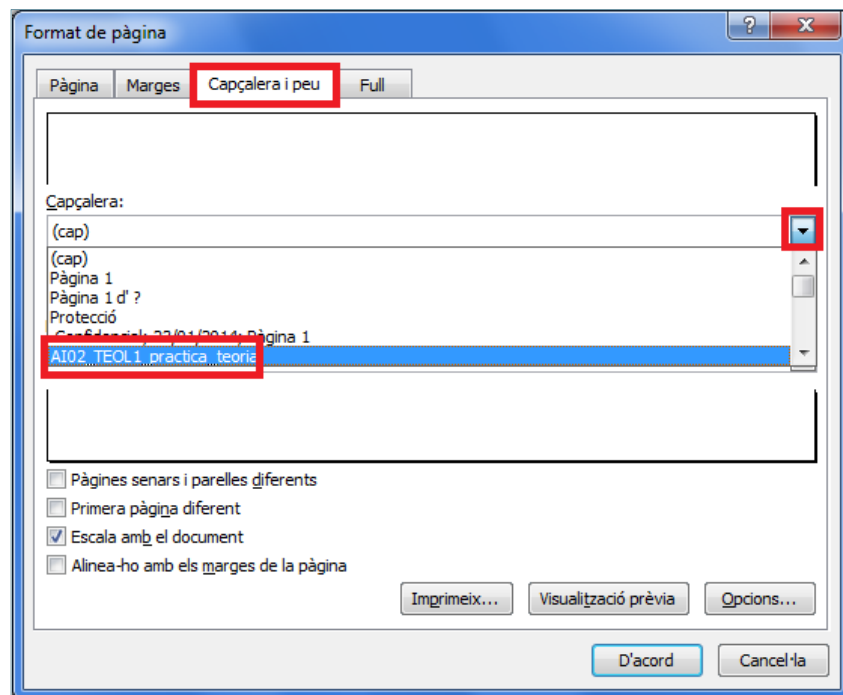 Format de pàgina
Pàgina Marges Capçalera i peu Full
Capçalera:
(cap)
(cap)
Pàgina 1
Pàgina 1 d' ?
Protecció
Confidencial; 23/01/2014; Pàgina 1
AI02_TEOL1_practica_teoria
Pàgines senars i parelles diferents
Primera pàgina diferent
Escala amb el document
Alinea-ho amb els marges de la pàgina
Imprimeix... Visualització prèvia Opcions...
D'acord Cancel·la